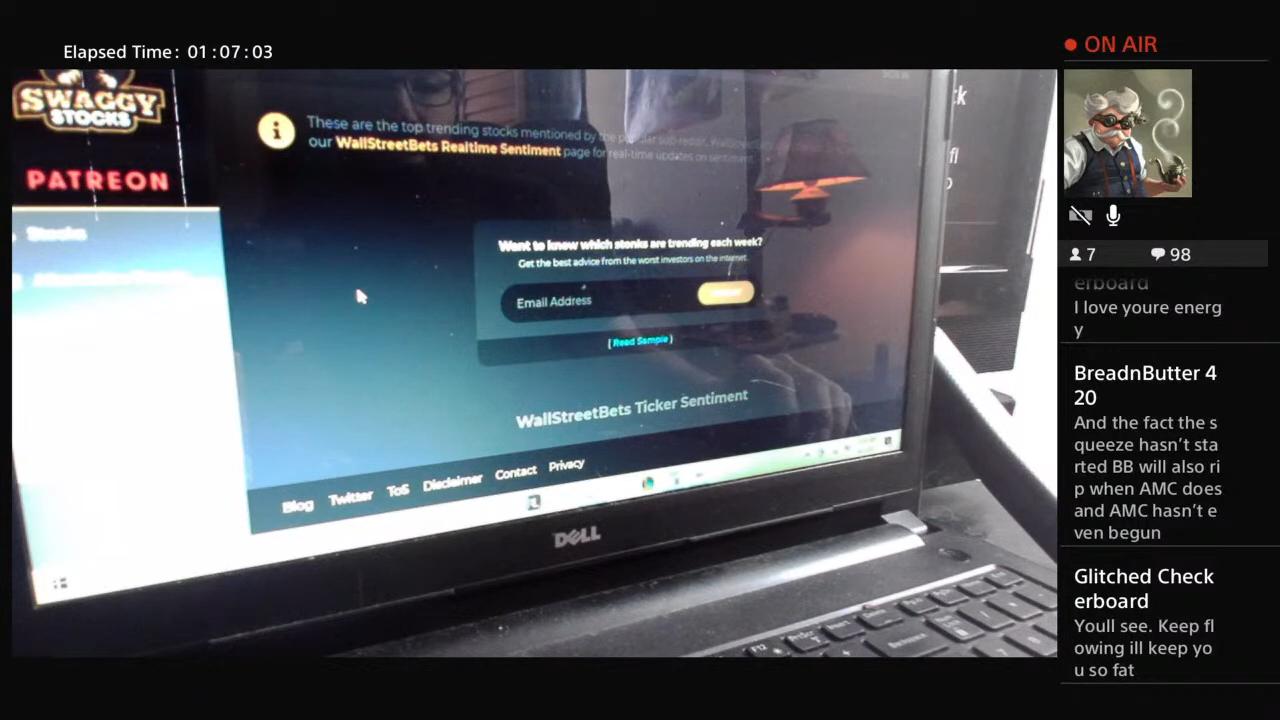 Elapsed Time: 01:07:03
ON AIR
SWAGGY
STOCKS
PATREON
Stocks
These are the top trending stocks mentioned by the popular sub-reddit,
our WallStreetBets Realtime Sentiment page for real-time updates on sentiment.
Want to know which stonks are trending each week?
Get the best advice from the worst investors on the internet.
Email Address
[ Read Sample ]
WallStreetBets Ticker Sentiment
Blog Twitter ToS Disclaimer Contact Privacy
DELL
F12
7
98
erboard
I love youre energ
y
BreadnButter 4
20
And the fact the s
queeze hasn't sta
rted BB will also ri
p when AMC does
and AMC hasn't e
ven begun
Glitched Check
erboard
Youll see. Keep fl
owing ill keep yo
u so fat